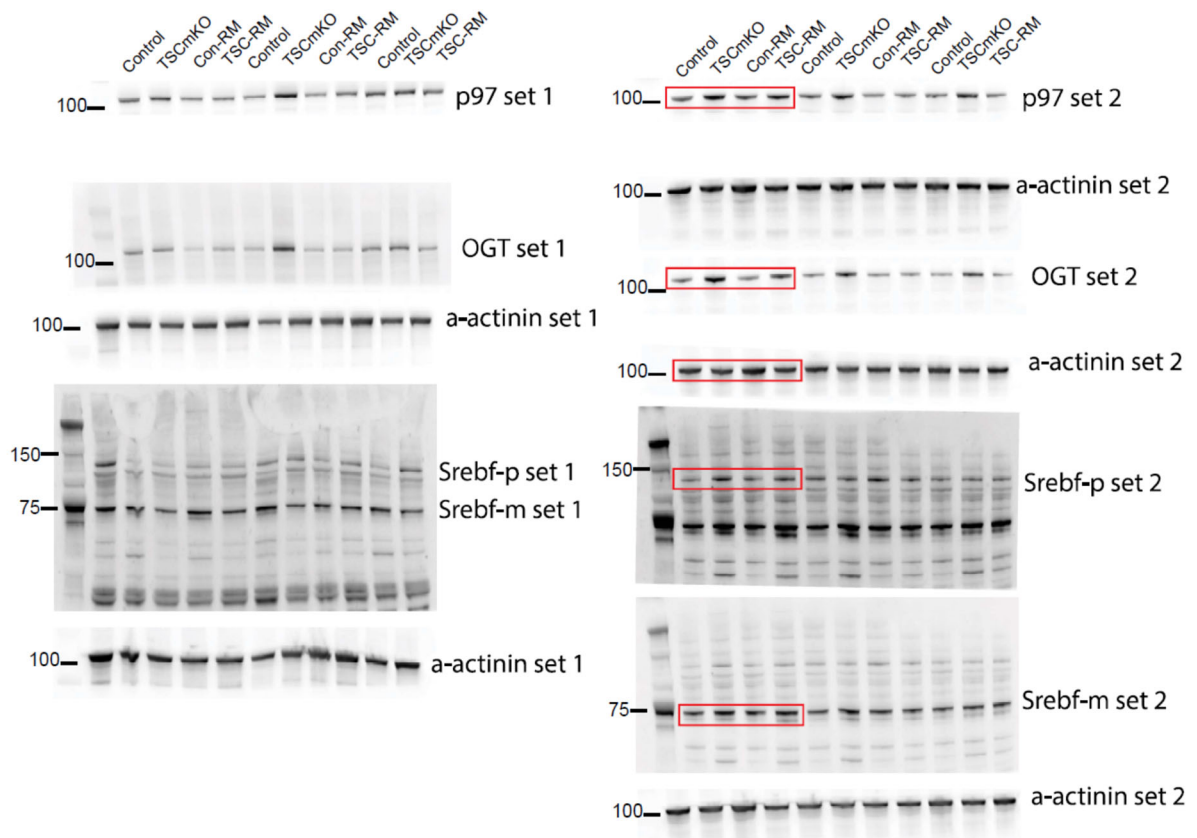 Control TSCmKO Con-RM TSC-RM Control TSCmKO Con-RM TSC-RM Control TSCmKO TSC-RM
100 p97 set 1
100 OGT set 1
100 a-actinin set 1
150 Srebf-p set 1
75 Srebf-m set 1
100 a-actinin set 1
Control TSCmKO Con-RM TSC-RM Control TSCmKO Con-RM TSC-RM Control TSCmKO TSC-RM
100 p97 set 2
100 a-actinin set 2
100 OGT set 2
100 a-actinin set 2
150 Srebf-p set 2
75 Srebf-m set 2
100 a-actinin set 2